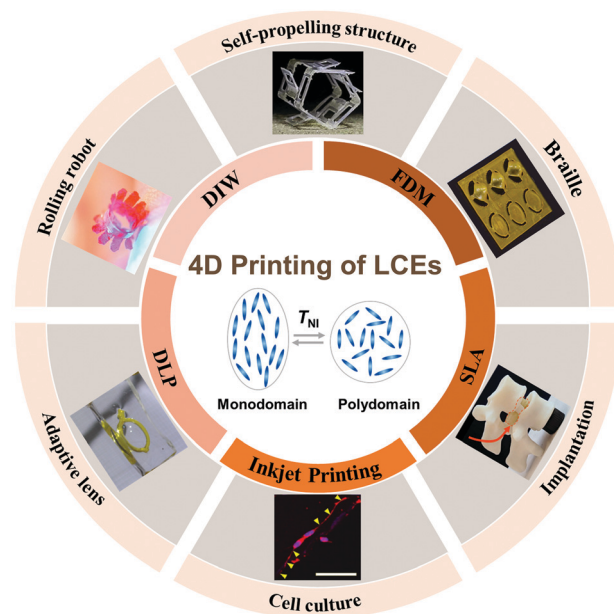 Self-propelling structure
Rolling robot
Braille
DIW
FDM
4D Printing of LCEs
T_NI
Monodomain
Polydomain
DLP
SLA
Inkjet Printing
Adaptive lens
Implantation
Cell culture